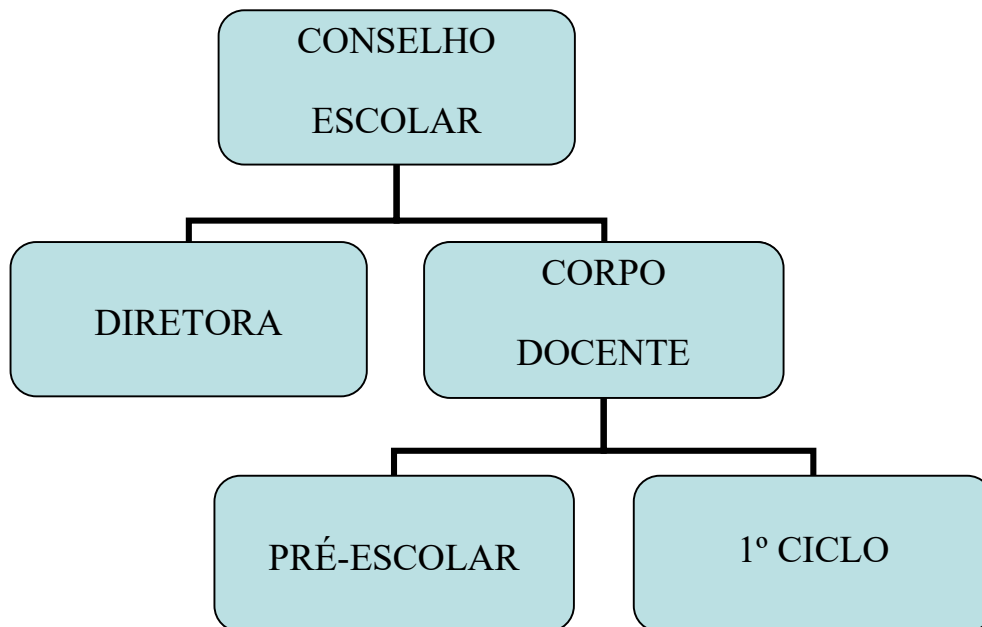 CONSELHO
ESCOLAR
DIRETORA
CORPO
DOCENTE
PRÉ-ESCOLAR
1º CICLO